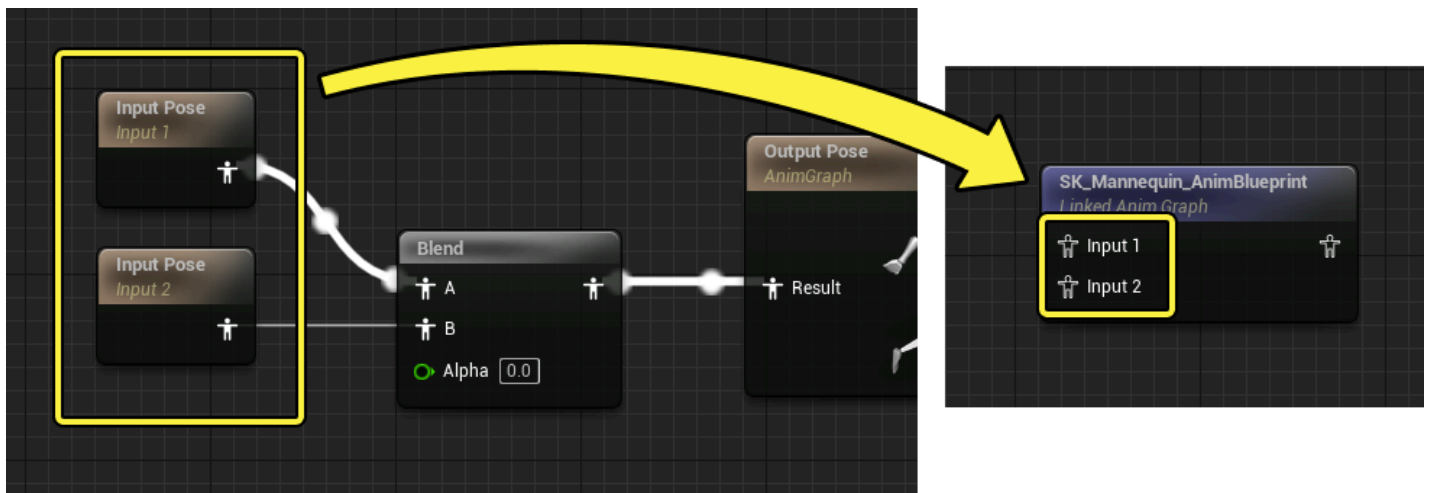 Input Pose
Input 1
Input Pose
Input 2
Blend
A
B
Alpha 0.0
Output Pose
AnimGraph
Result
SK_Mannequin_AnimBlueprint
Linked Anim Graph
Input 1
Input 2